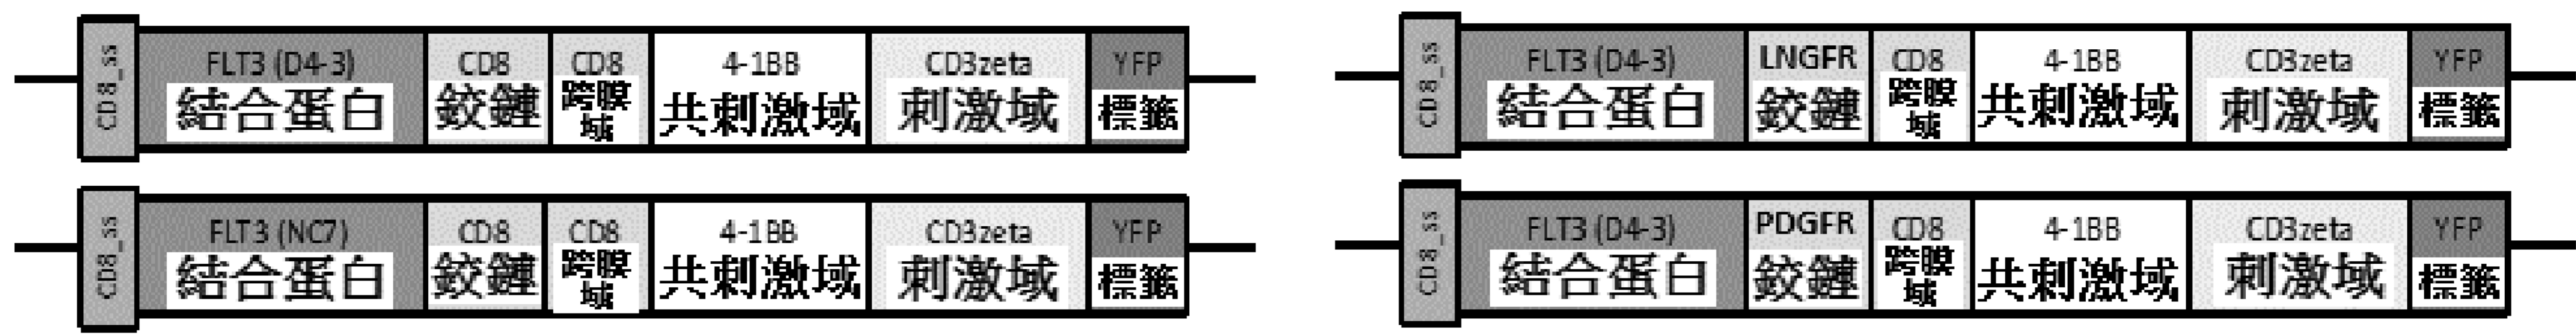 CD8_ss
FLT3 (D4-3)
結合蛋白
CD8
鉸鏈
CD8
跨膜
域
4-1BB
共刺激域
CD3zeta
刺激域
YFP
標籤
CD8_ss
FLT3 (D4-3)
結合蛋白
LNGFR
鉸鏈
CD8
跨膜
域
4-1BB
共刺激域
CD3zeta
刺激域
YFP
標籤
CD8_ss
FLT3 (NC7)
結合蛋白
CD8
鉸鏈
CD8
跨膜
域
4-1BB
共刺激域
CD3zeta
刺激域
YFP
標籤
CD8_ss
FLT3 (D4-3)
結合蛋白
PDGFR
鉸鏈
CD8
跨膜
域
4-1BB
共刺激域
CD3zeta
刺激域
YFP
標籤